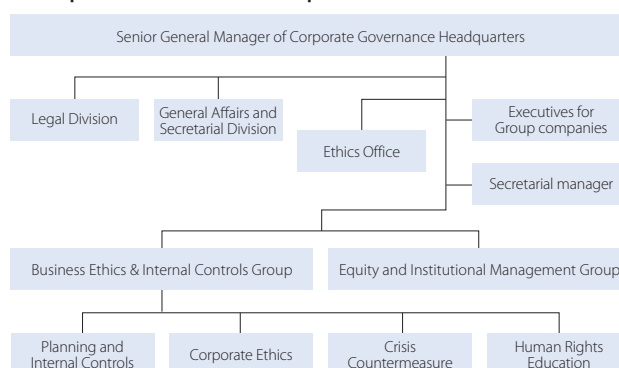 Senior General Manager of Corporate Governance Headquarters
Legal Division
General Affairs and
Secretarial Division
Ethics Office
Executives for
Group companies
Secretarial manager
Business Ethics & Internal Controls Group
Equity and Institutional Management Group
Planning and
Internal Controls
Corporate Ethics
Crisis
Countermeasure
Human Rights
Education